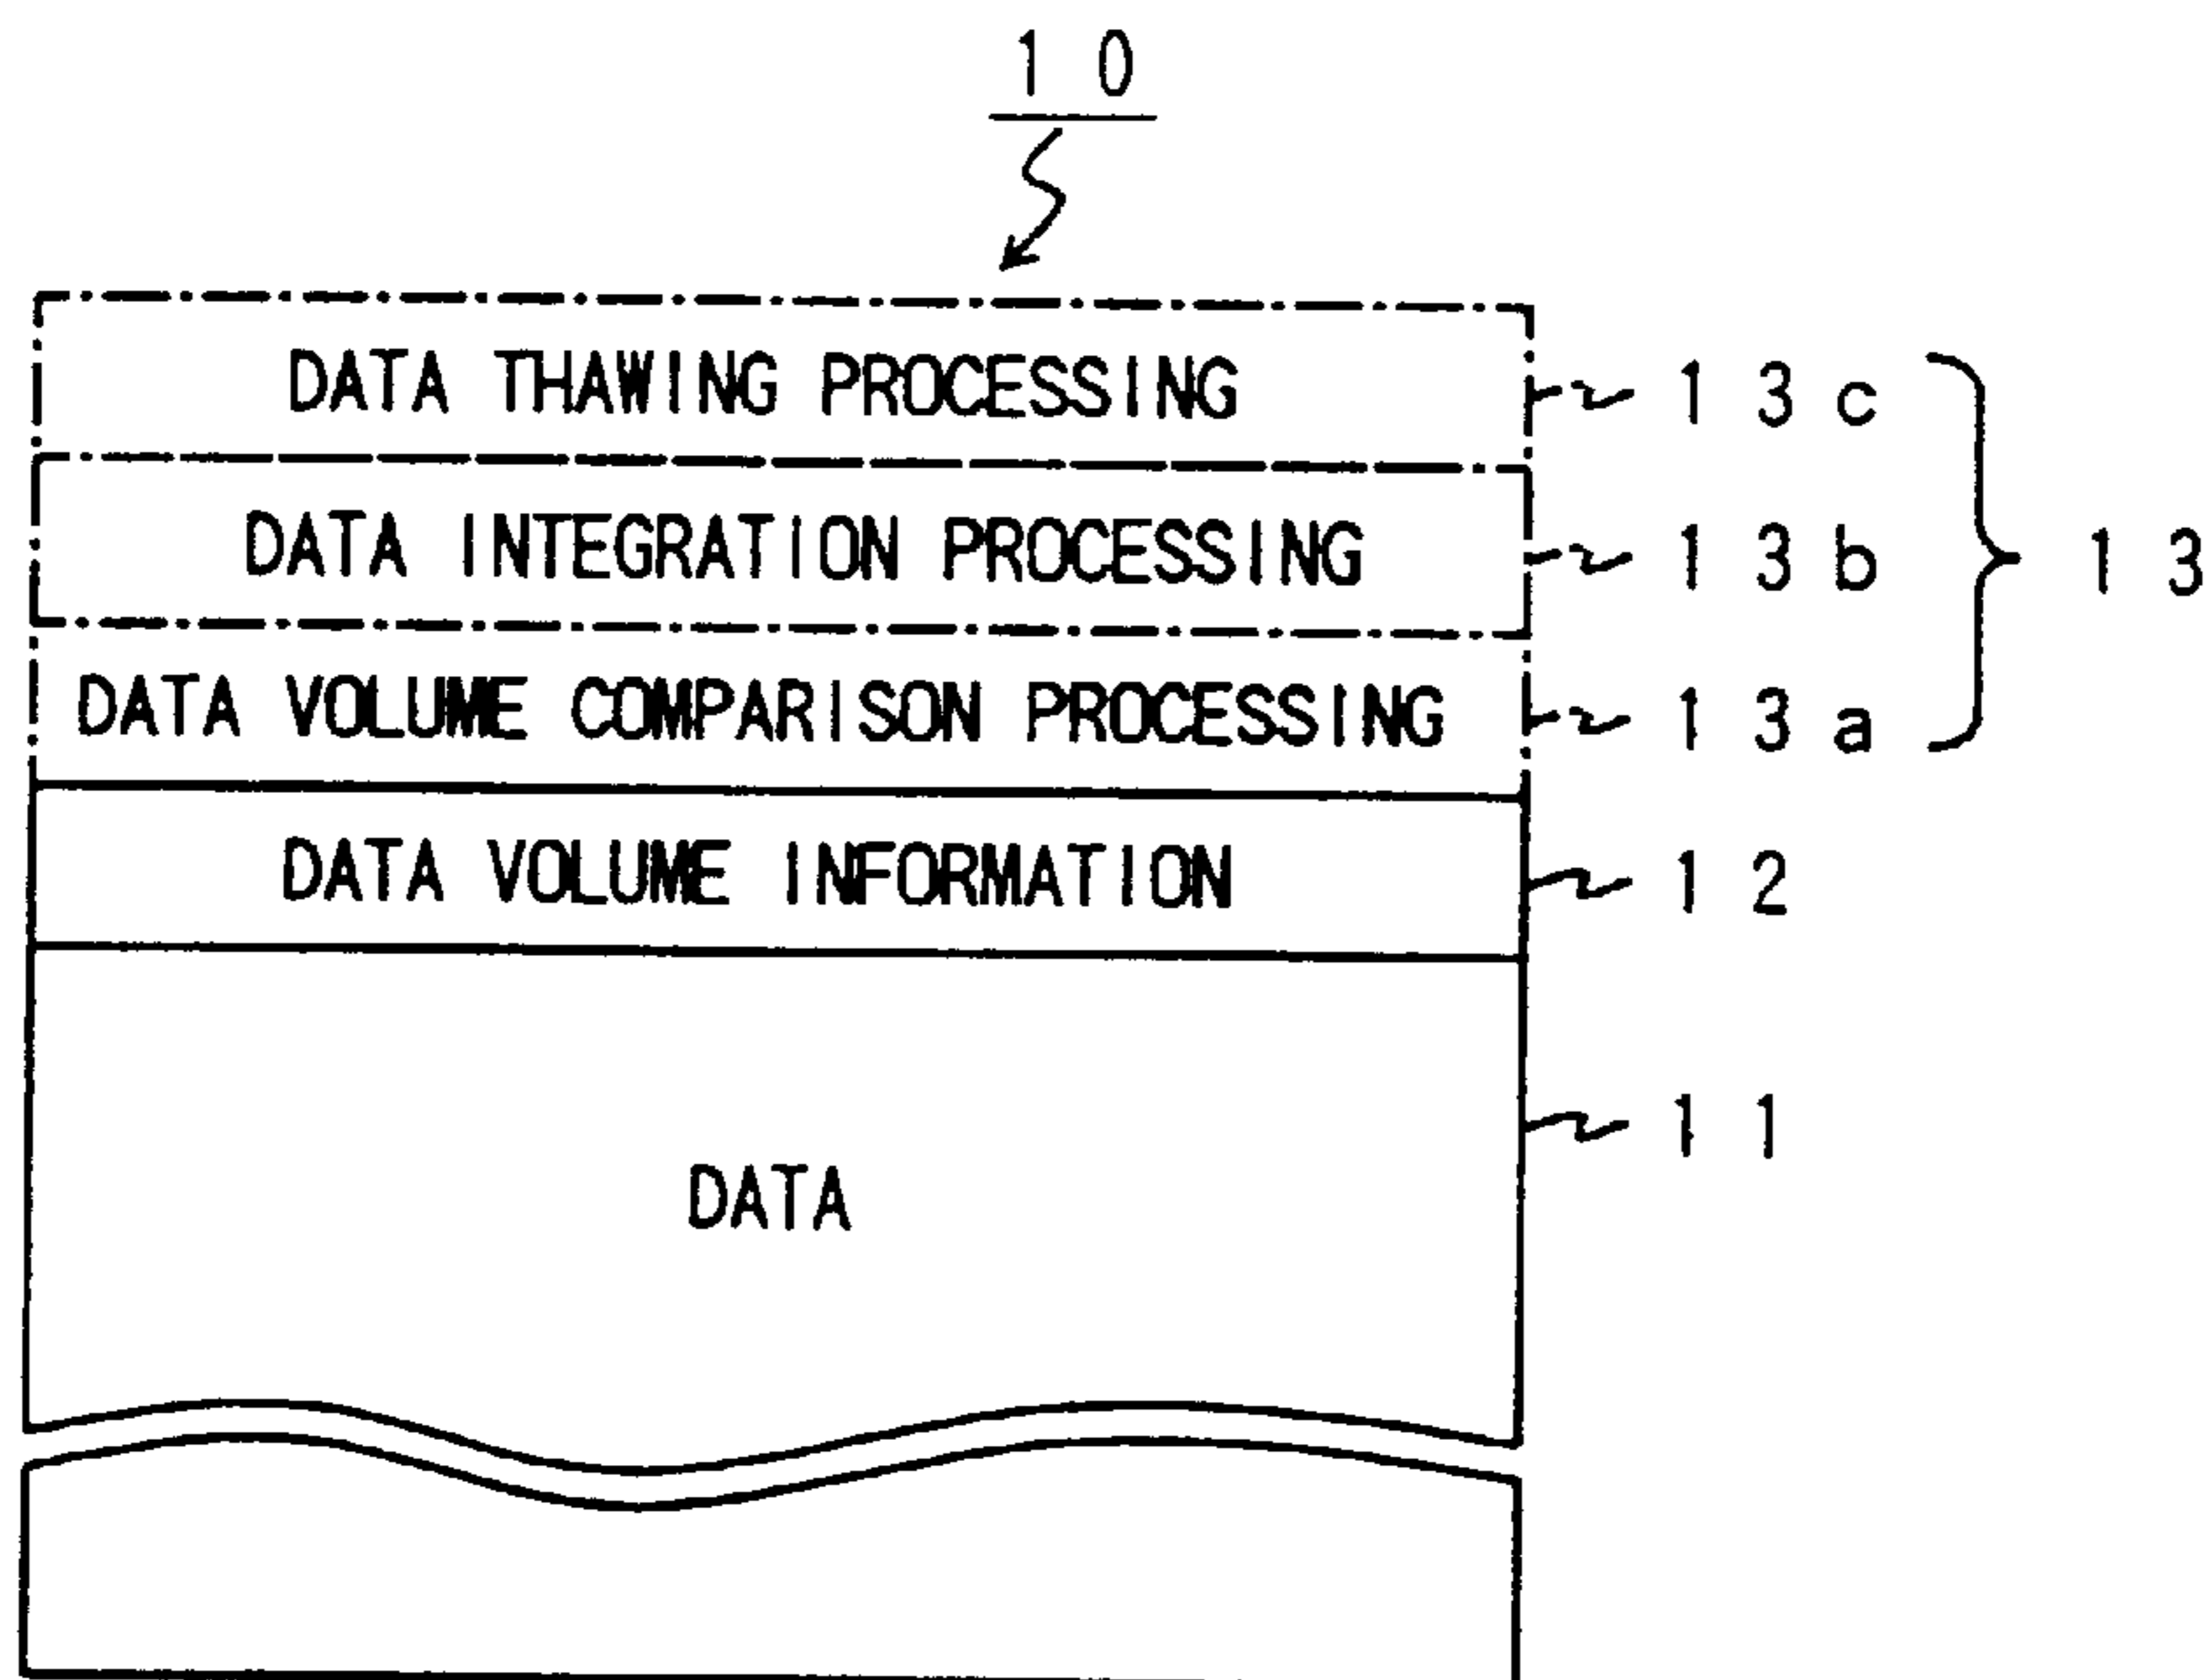 10
DATA THAWING PROCESSING 13c
DATA INTEGRATION PROCESSING 13b 13
DATA VOLUME COMPARISON PROCESSING 13a
DATA VOLUME INFORMATION 12
11
DATA